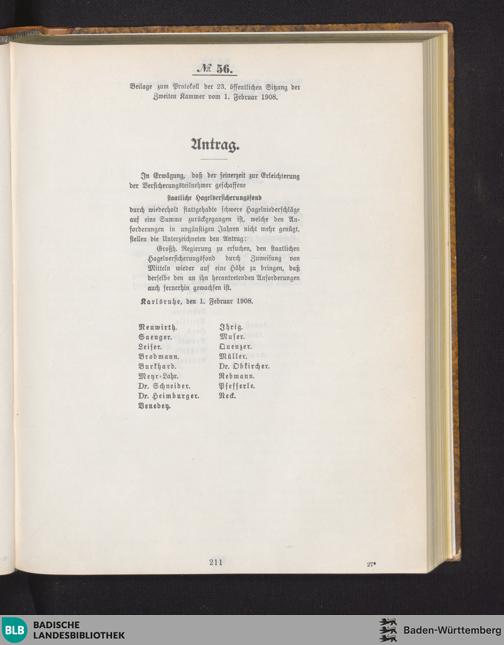 № 56.
Beilage zum Protokoll der 23. öffentlichen Sitzung der
Zweiten Kammer vom 1. Februar 1908.
Antrag.
In Erwägung, daß der seinerzeit zur Erleichterung
der Versicherungsteilnehmer geschaffene
staatliche Hagelversicherungsfond
durch wiederholt stattgehabte schwere Hagelniederschläge
auf eine Summe zurückgegangen ist, welche den An-
forderungen in ungünstigen Jahren nicht mehr genügt,
stellen die Unterzeichneten den Antrag:
Großh. Regierung zu ersuchen, den staatlichen
Hagelversicherungsfond durch Zuweisung von
Mitteln wieder auf eine Höhe zu bringen, daß
derselbe den an ihn herantretenden Anforderungen
auch fernerhin gewachsen ist.
Karlsruhe, den 1. Februar 1908.
Neuwirth.
Saenger.
Leiser.
Brodmann.
Burkhard.
Meyr-Lahr.
Dr. Schneider.
Dr. Heimburger.
Venedey.
Ihrig.
Muser.
Quenzer.
Müller.
Dr. Obkircher.
Rebmann.
Pfefferle.
Neck.
211
27*
BLB
BADISCHE
LANDESBIBLIOTHEK
Baden-Württemberg